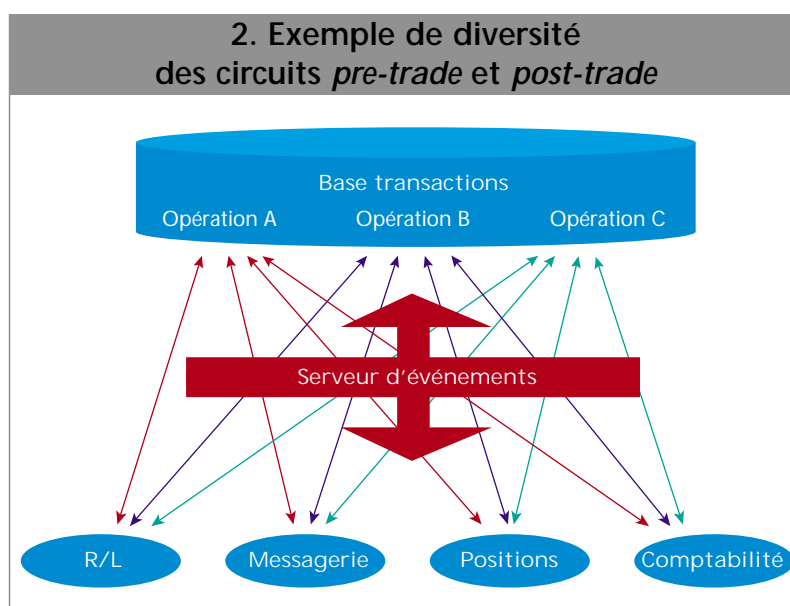 2. Exemple de diversité
des circuits pre-trade et post-trade
Base transactions
Opération A Opération B Opération C
Serveur d'événements
R/L Messagerie Positions Comptabilité